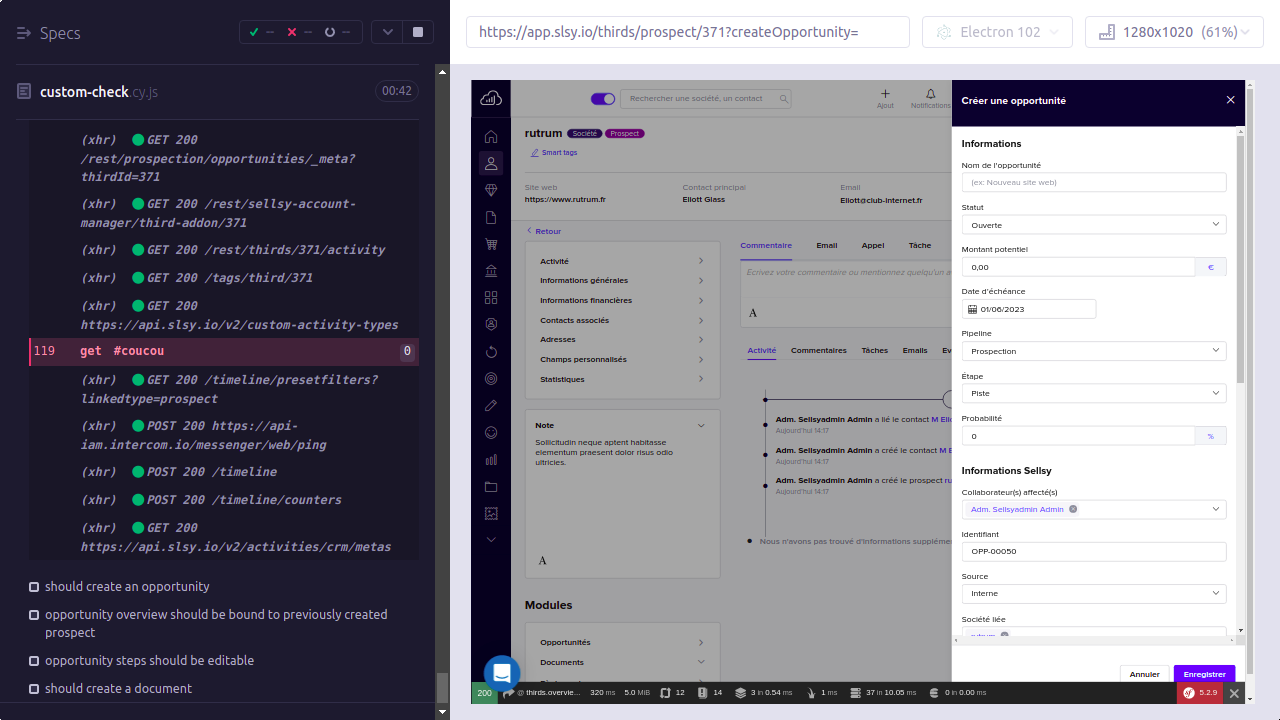 Specs
--
--
--
https://app.slsy.io/thirds/prospect/371?createOpportunity=
Electron 102
1280x1020 (61%)
custom-check.cy.js
00:42
(xhr) GET 200
/rest/prospection/opportunities/_meta?
thirdId=371
(xhr) GET 200 /rest/sellsy-account-
manager/third-addon/371
(xhr) GET 200 /rest/thirds/371/activity
(xhr) GET 200 /tags/third/371
(xhr) GET 200
https://api.slsy.io/v2/custom-activity-types
119 get #coucou 0
(xhr) GET 200 /timeline/presetfilters?
linkedtype=prospect
(xhr) POST 200 https://api-
iam.intercom.io/messenger/web/ping
(xhr) POST 200 /timeline
(xhr) POST 200 /timeline/counters
(xhr) GET 200
https://api.slsy.io/v2/activities/crm/metas
should create an opportunity
opportunity overview should be bound to previously created
prospect
opportunity steps should be editable
should create a document
Rechercher une société, un contact
Ajout
Notifications
rutrum Société Prospect
Smart tags
Site web
https://www.rutrum.fr
Contact principal
Eliott Glass
Email
Eliott@club-internet.fr
Retour
Activité
Informations générales
Informations financières
Contacts associés
Adresses
Champs personnalisés
Statistiques
Note
Sollicitudin neque aptent habitasse
elementum praesent dolor risus odio
ultricies.
A
Modules
Opportunités
Documents
Commentaire Email Appel Tâche
Ecrivez votre commentaire ou mentionnez quelqu'un
A
Activité Commentaires Tâches Emails
Adm. Sellsyadmin Admin a lié le contact M
Aujourd'hui 14:17
Adm. Sellsyadmin Admin a créé le contact M
Aujourd'hui 14:17
Adm. Sellsyadmin Admin a créé le prospect
Aujourd'hui 14:17
Nous n'avons pas trouvé d'informations
Créer une opportunité
Informations
Nom de l'opportunité
(ex: Nouveau site web)
Statut
Ouverte
Montant potentiel
0,00 €
Date d'échéance
01/06/2023
Pipeline
Prospection
Étape
Piste
Probabilité
0 %
Informations Sellsy
Collaborateur(s) affecté(s)
Adm. Sellsyadmin Admin
Identifiant
OPP-00050
Source
Interne
Société liée
rutrum
Annuler Enregistrer
200 @ thirds.overvie... 320 ms 5.0 MiB 12 14 3 in 0.54 ms 1 ms 37 in 10.05 ms 0 in 0.00 ms 5.2.9